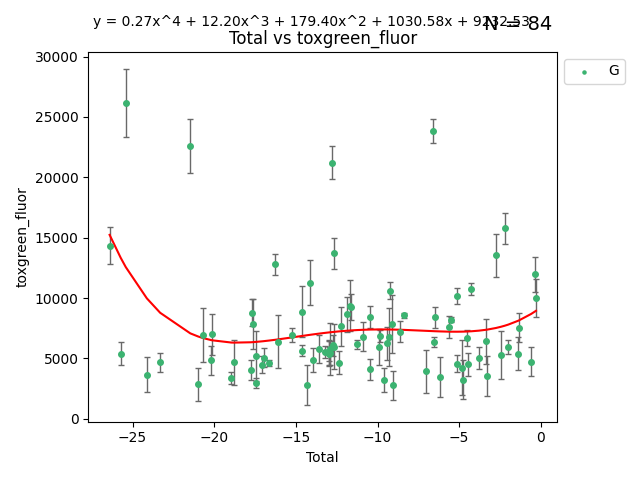 y = 0.27x^4 + 12.20x^3 + 179.40x^2 + 1030.58x + 9232.53
N = 84
Total vs toxgreen_fluor
G
30000
25000
20000
15000
10000
5000
0
toxgreen_fluor
−25 −20 −15 −10 −5 0
Total